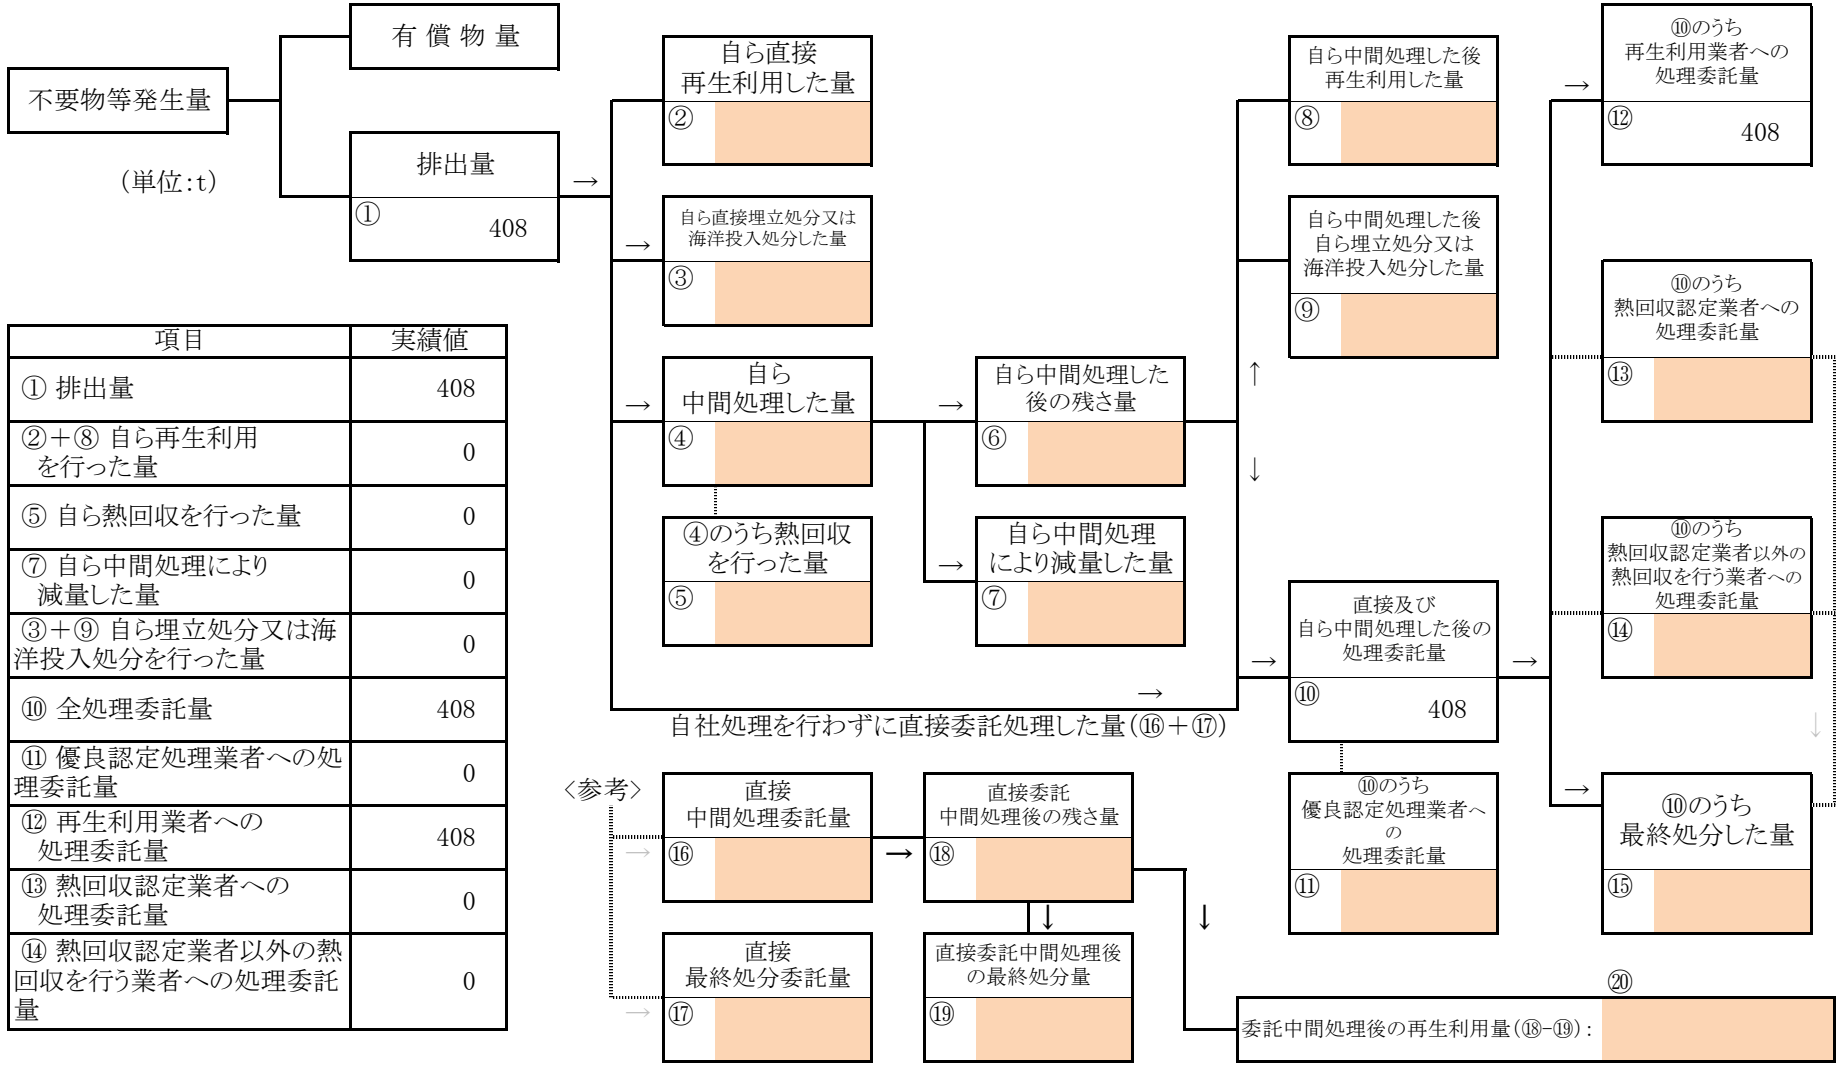 有 償 物 量
不要物等発生量
(単位:t)
排出量
①
408
→
自ら直接
再生利用した量
②
→
自ら直接埋立処分又は
海洋投入処分した量
③
→
自ら
中間処理した量
④
④のうち熱回収
を行った量
⑤
→
自ら中間処理した
後の残さ量
⑥
→
自ら中間処理
により減量した量
⑦
自ら中間処理した後
再生利用した量
⑧
自ら中間処理した後
自ら埋立処分又は
海洋投入処分した量
⑨
↑
↓
→
自社処理を行わずに直接委託処理した量(⑯＋⑰)
→
直接及び
自ら中間処理した後の
処理委託量
⑩
408
⑩のうち
優良認定処理業者へ
の
処理委託量
⑪
→
→
⑩のうち
再生利用業者への
処理委託量
⑫
408
⑩のうち
熱回収認定業者への
処理委託量
⑬
⑩のうち
熱回収認定業者以外の
熱回収を行う業者への
処理委託量
⑭
↓
→
⑩のうち
最終処分した量
⑮
項目 実績値
① 排出量 408
②＋⑧ 自ら再生利用
を行った量 0
⑤ 自ら熱回収を行った量 0
⑦ 自ら中間処理により
減量した量 0
③＋⑨ 自ら埋立処分又は海
洋投入処分を行った量 0
⑩ 全処理委託量 408
⑪ 優良認定処理業者への処
理委託量 0
⑫ 再生利用業者への
処理委託量 408
⑬ 熱回収認定業者への
処理委託量 0
⑭ 熱回収認定業者以外の熱
回収を行う業者への処理委託
量 0
<参考>
→
直接
中間処理委託量
⑯
→
直接委託
中間処理後の残さ量
⑱
→
直接
最終処分委託量
⑰
↓
直接委託中間処理後
の最終処分量
⑲
↓
⑳
委託中間処理後の再生利用量(⑱-⑲):